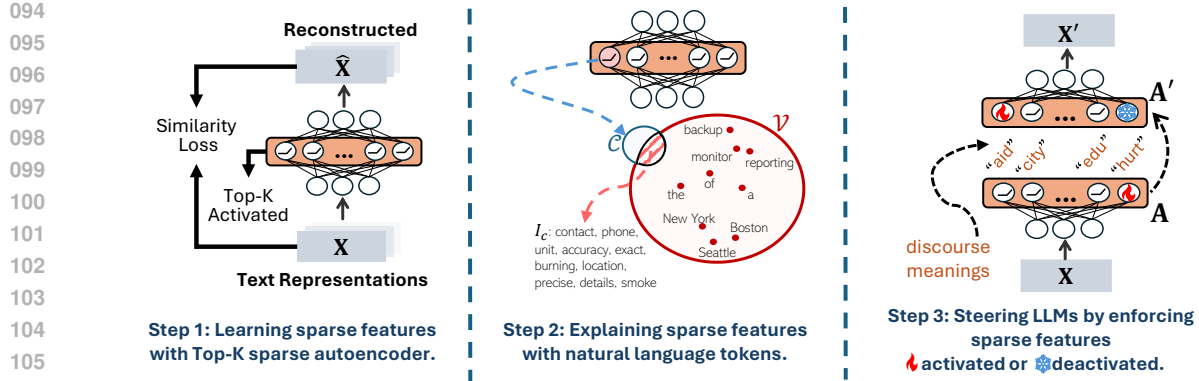 094
095
096
097
098
099
100
101
102
103
104
105
Reconstructed
X̂
Similarity
Loss
...
Top-K
Activated
X
Text Representations
Step 1: Learning sparse features
with Top-K sparse autoencoder.
...
C
V
backup
monitor
reporting
of
the
a
New York
Boston
Seattle
I_c: contact, phone,
unit, accuracy, exact,
burning, location,
precise, details, smoke
Step 2: Explaining sparse features
with natural language tokens.
X′
A′
...
"aid"
"city"
"edu"
"hurt"
...
A
discourse
meanings
X
Step 3: Steering LLMs by enforcing
sparse features
activated or deactivated.